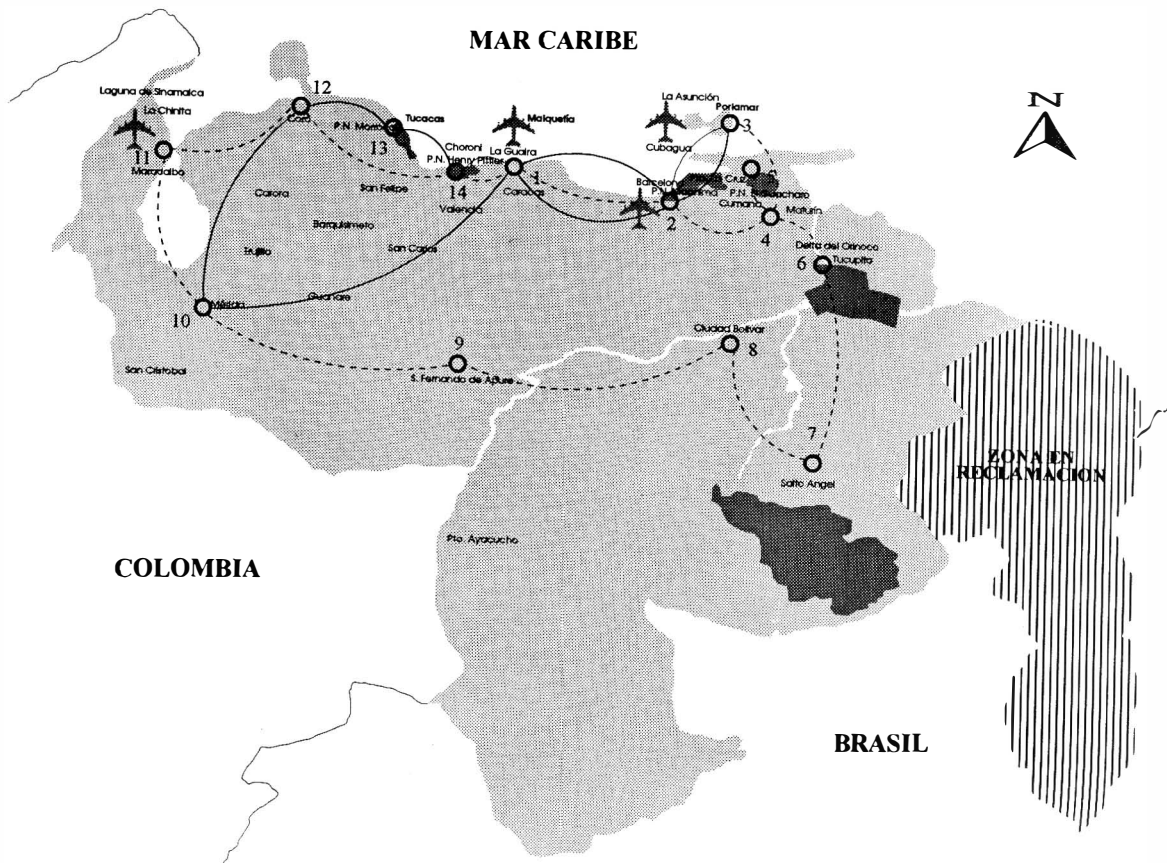 MAR CARIBE
12
Laguna de Sinamaica
La Chinita
11
Maracaibo
Coro
Tucacas
P.N. Morrocoy
13
Choroní
P.N. Henry Pittier
14
Valencia
Maiquetía
La Guaira
1
Caracas
La Asunción
Porlamar
3
Cubagua
Barcelona
2
5
Cumaná
Maturín
4
Delta del Orinoco
6
Tucupita
Carora
San Felipe
Barquisimeto
Trujillo
San Carlos
Guanare
Mérida
10
San Cristobal
9
S. Fernando de Apure
Ciudad Bolívar
8
7
Salto Angel
Pto. Ayacucho
N
ZONA EN
RECLAMACION
COLOMBIA
BRASIL